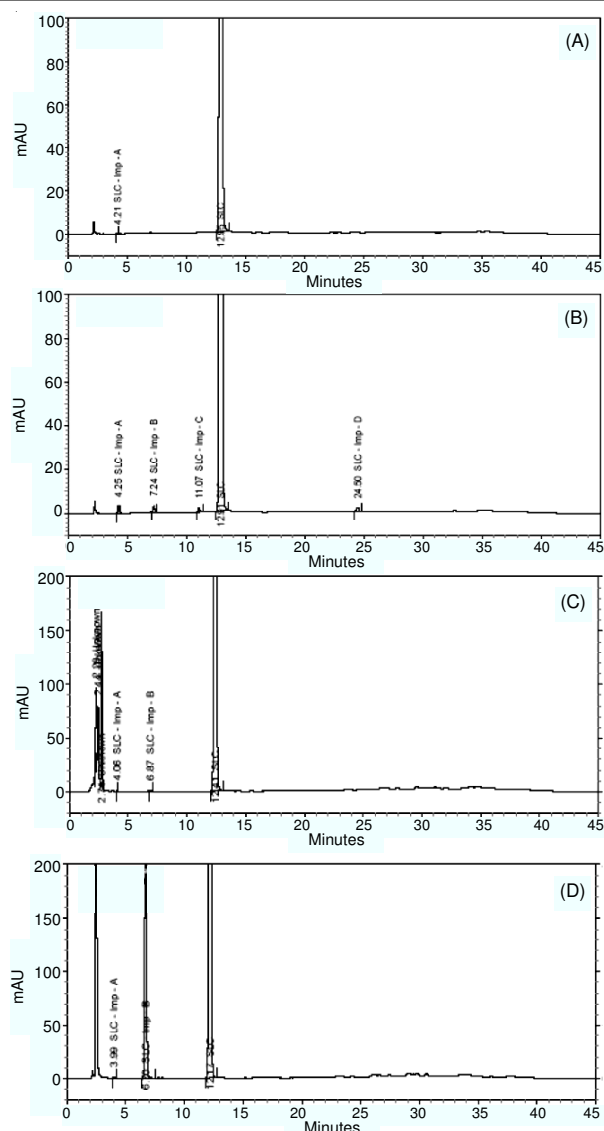 (A)
100
80
60
40
20
0
mAU
4.21 SLC - Imp - A
SLC
0 5 10 15 20 25 30 35 40 45
Minutes
(B)
100
80
60
40
20
0
mAU
4.25 SLC - Imp - A
7.24 SLC - Imp - B
11.07 SLC - Imp - C
SLC
24.50 SLC - Imp - D
0 5 10 15 20 25 30 35 40 45
Minutes
(C)
200
150
100
50
0
mAU
Unknown
4.06 SLC - Imp - A
6.87 SLC - Imp - B
SLC
0 5 10 15 20 25 30 35 40 45
Minutes
(D)
200
150
100
50
0
mAU
3.99 SLC - Imp - A
SLC - Imp - B
SLC
0 5 10 15 20 25 30 35 40 45
Minutes